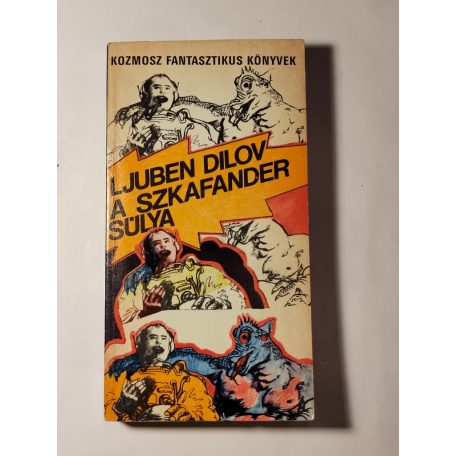 KOZMOSZ FANTASZTIKUS KÖNYVEK
LJUBEN DILOV
A SZKAFANDER
SÚLYA